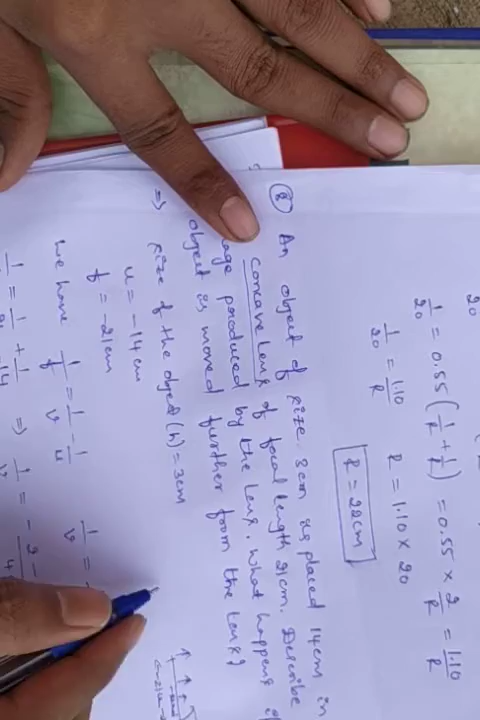 20
1/20 = 0.55 (1/R + 1/R) = 0.55 × 2/R = 1.10/R
1/20 = 1.10/R R = 1.10 × 20
R = 22cm
8 An object of size 3cm is placed 14cm in
concave lens of focal length 21cm. Describe
produced by the lens. What happens if
object is moved further from the lens?
⇒ size of the object (h) = 3cm
u = -14 cm
f = -21cm
We have 1/f = 1/v - 1/u 1/v =